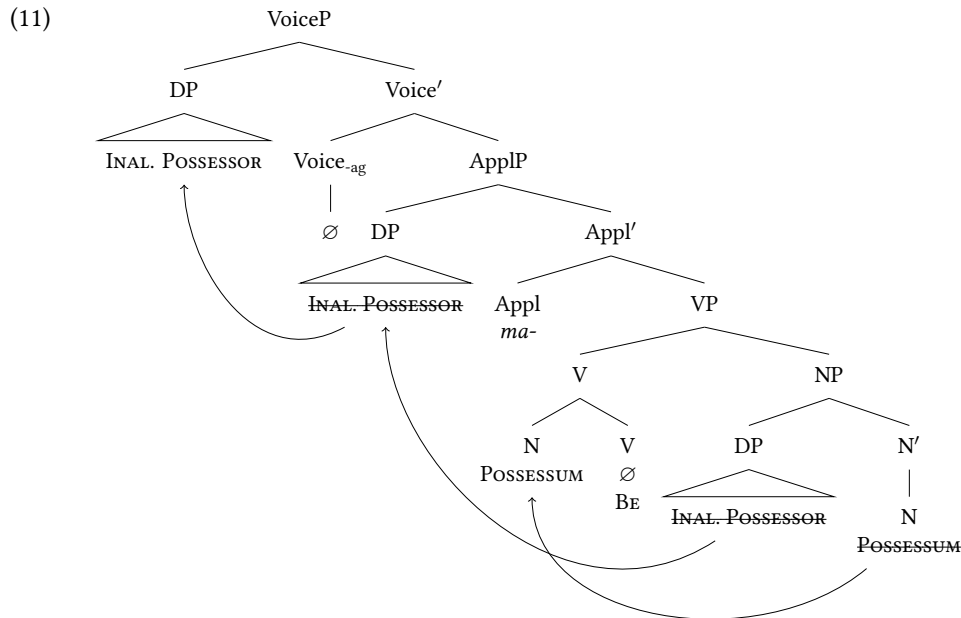 (11) VoiceP
DP Voice′
INAL. POSSESSOR Voice-ag ApplP
∅ DP Appl′
INAL. POSSESSOR Appl VP
ma-
V NP
N V DP N′
POSSESSUM ∅
BE INAL. POSSESSOR N
POSSESSUM